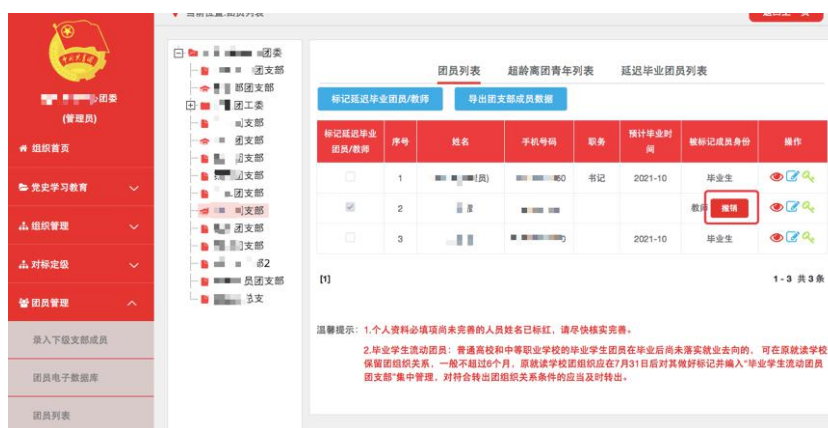 当前位置:团员列表
返回上一页
团委
(管理员)
组织首页
党史学习教育
组织管理
对标定级
团员管理
录入下级支部成员
团员电子数据库
团员列表
团委
团支部
部团支部
团工委
支部
团支部
支部
支部
团支部
支部
团支部
支部
2
员团支部
总支
团员列表 超龄离团青年列表 延迟毕业团员列表
标记延迟毕业团员/教师 导出团支部成员数据
标记延迟毕业团员/教师 序号 姓名 手机号码 职务 预计毕业时间 被标记成员身份 操作
1 员) 60 书记 2021-10 毕业生
2 教师 撤销
3 2021-10 毕业生
[1] 1-3 共3条
温馨提示: 1.个人资料必填项尚未完善的人员姓名已标红，请尽快核实完善。
2.毕业学生流动团员：普通高校和中等职业学校的毕业学生团员在毕业后尚未落实就业去向的， 可在原就读学校
保留团组织关系，一般不超过6个月，原就读学校团组织应在7月31日后对其做好标记并编入“毕业学生流动团员
团支部”集中管理，对符合转出团组织关系条件的应当及时转出。